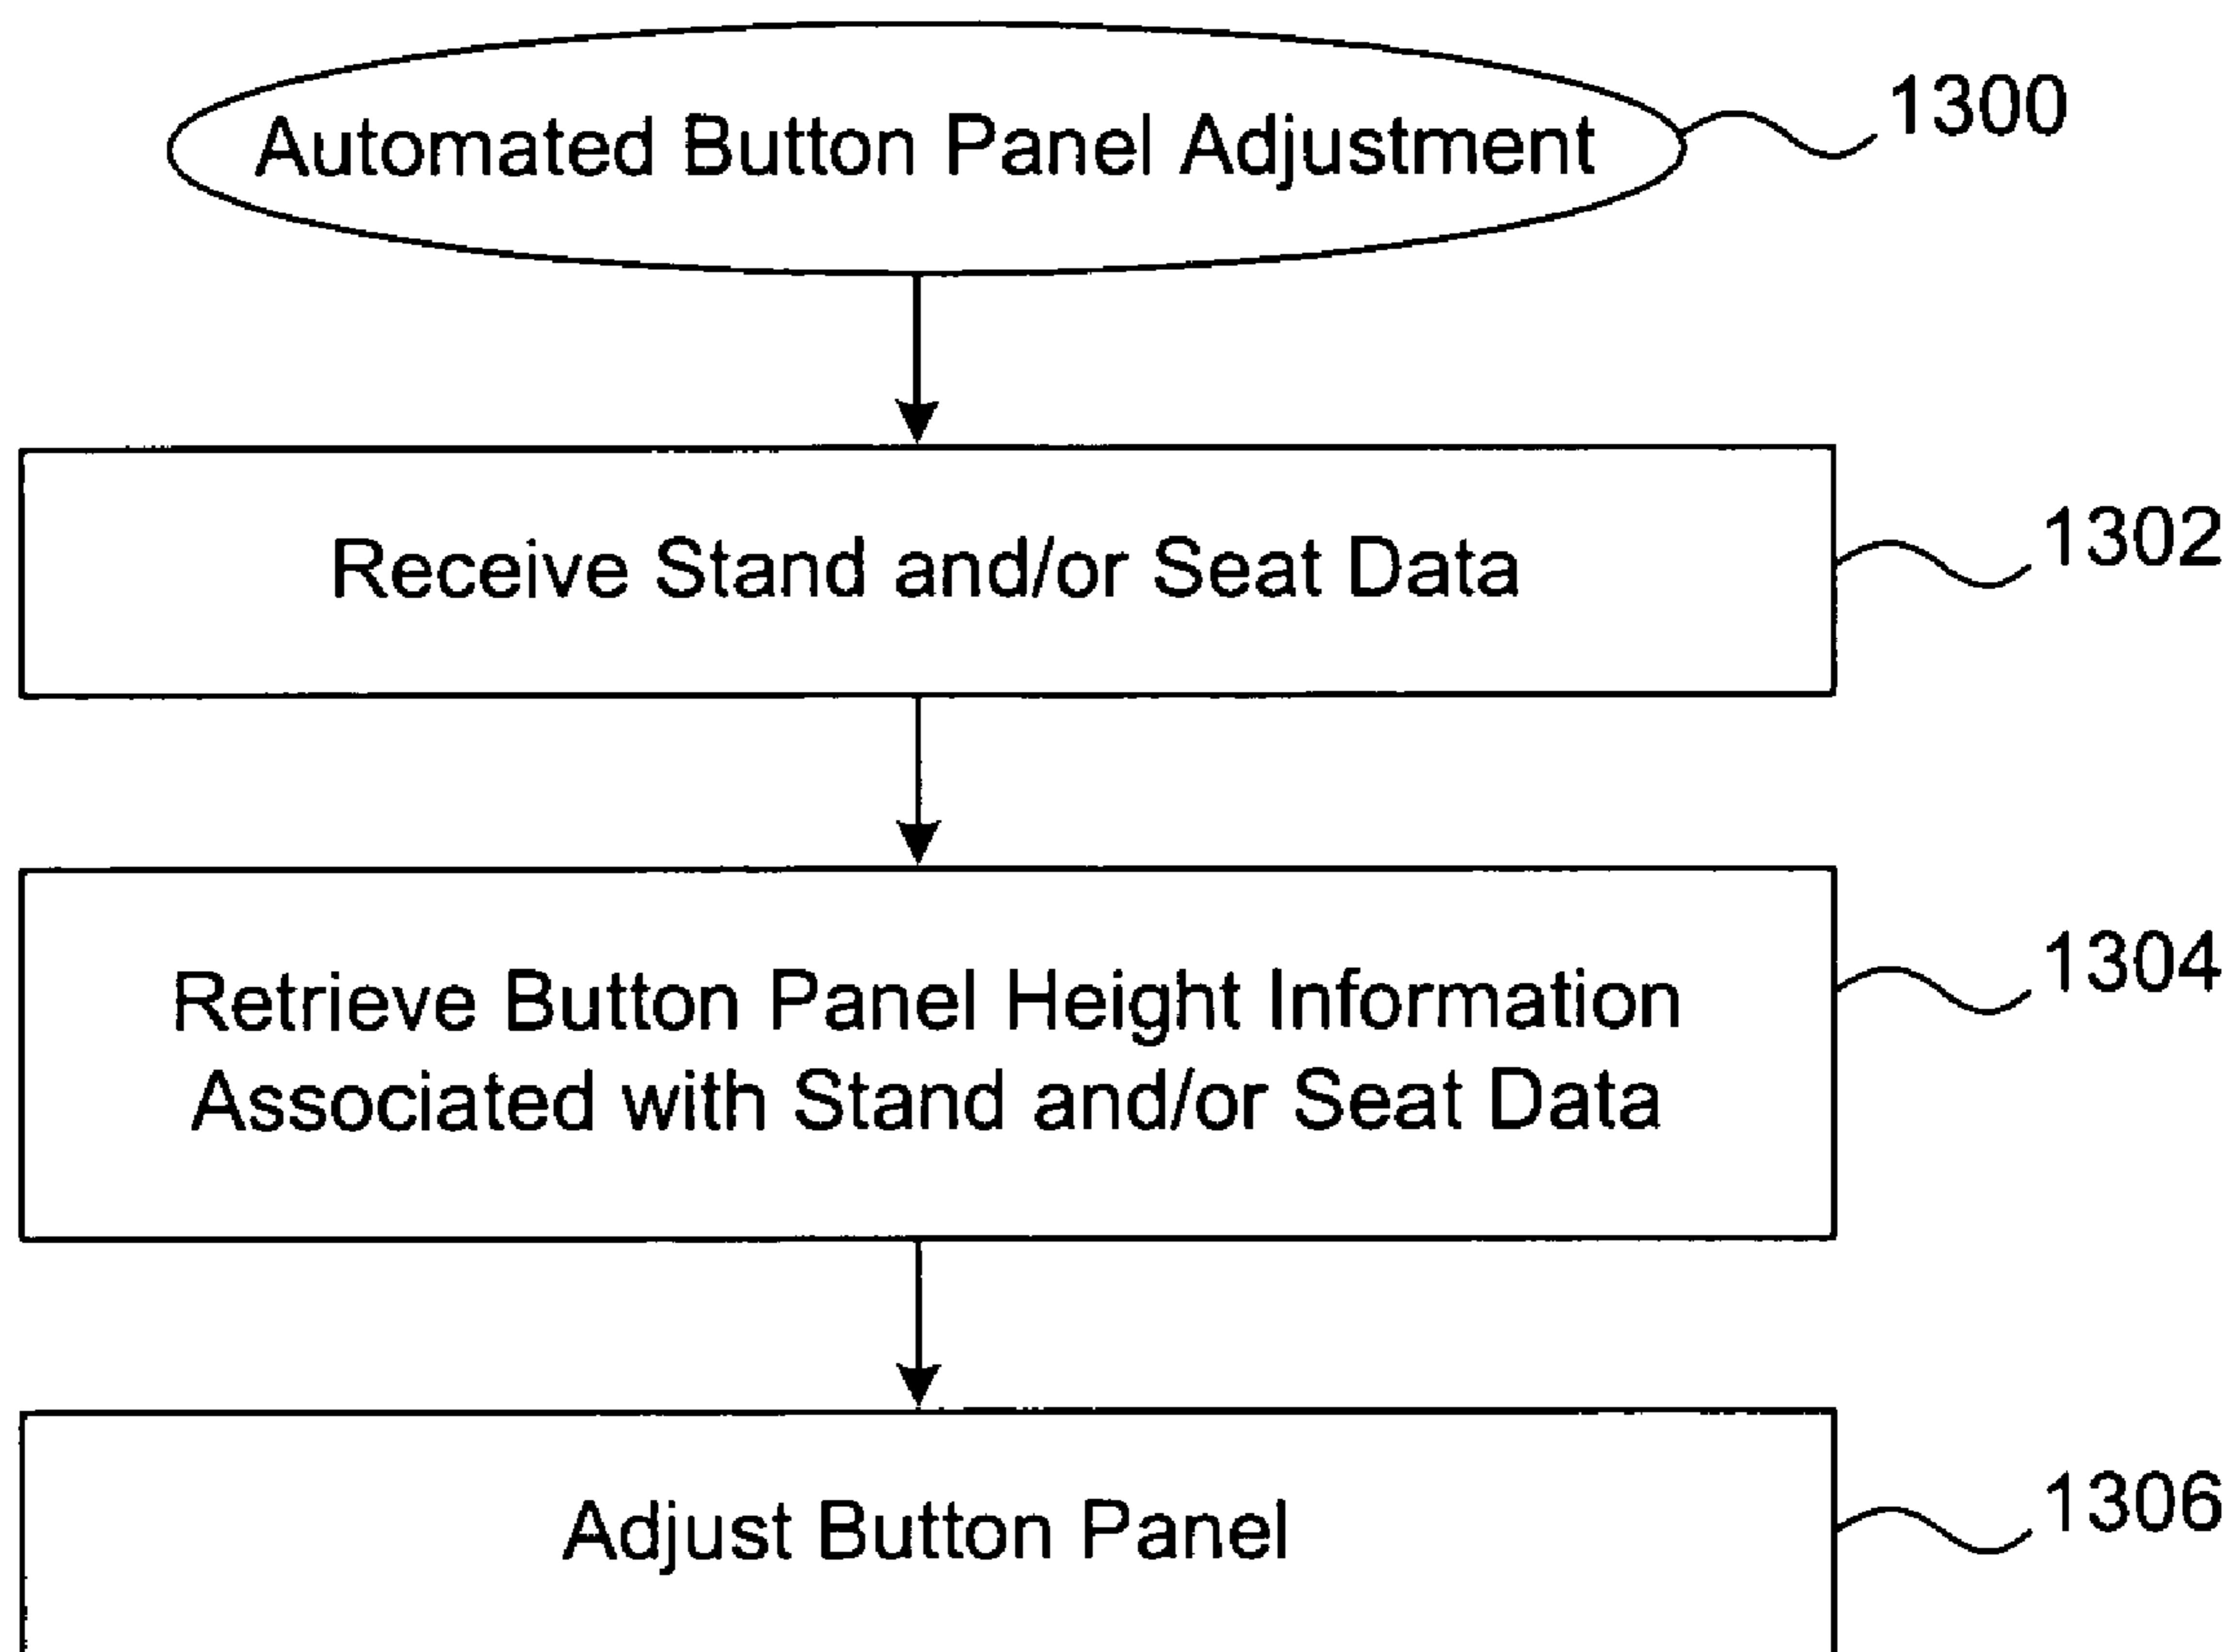 Automated Button Panel Adjustment
1300
Receive Stand and/or Seat Data
1302
Retrieve Button Panel Height Information
Associated with Stand and/or Seat Data
1304
Adjust Button Panel
1306